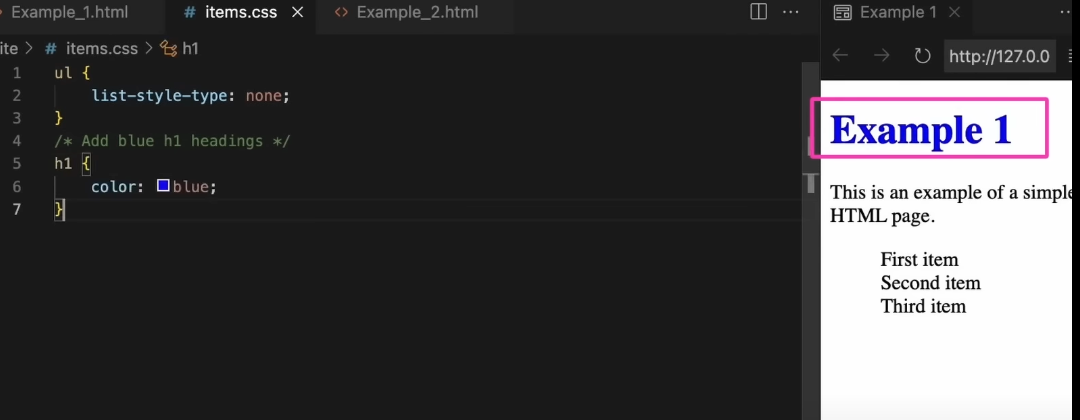 Example_1.html
# items.css ×
<> Example_2.html
···
Example 1 ×
ite > # items.css > h1
http://127.0.0
1 ul {
2 list-style-type: none;
3 }
4 /* Add blue h1 headings */
5 h1 {
6 color: blue;
7 }
Example 1
This is an example of a simple
HTML page.
First item
Second item
Third item